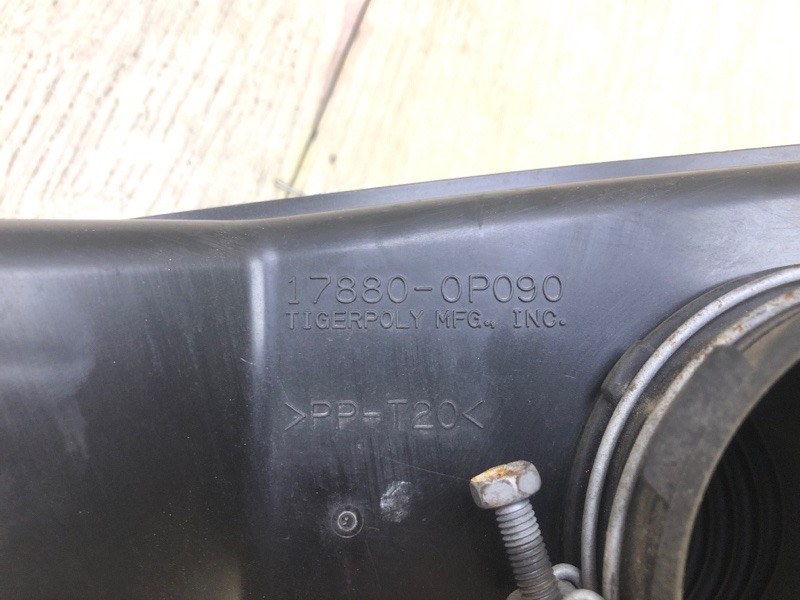 17880-0P090
TIGERPOLY MFG., INC.
>PP-T20<